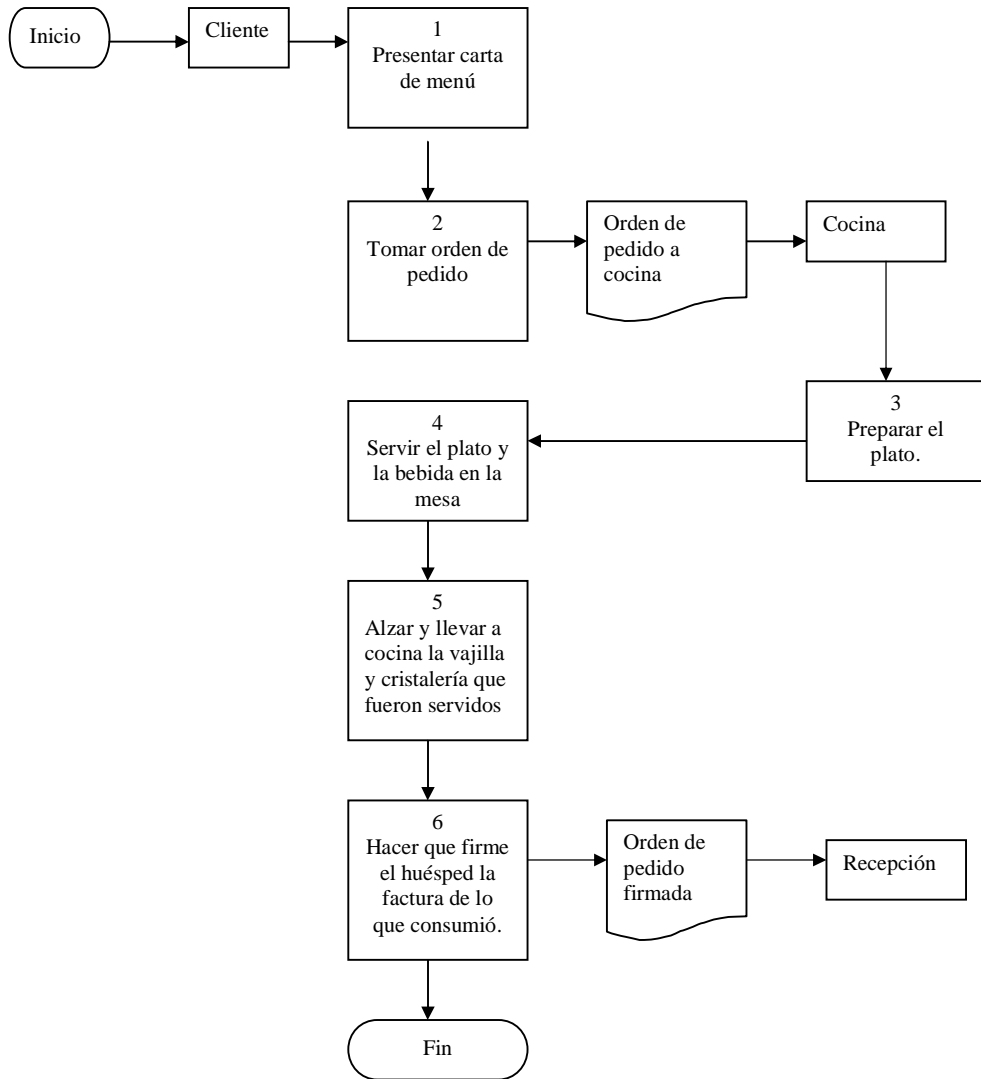 Inicio
Cliente
1
Presentar carta
de menú
2
Tomar orden de
pedido
Orden de
pedido a
cocina
Cocina
3
Preparar el
plato.
4
Servir el plato y
la bebida en la
mesa
5
Alzar y llevar a
cocina la vajilla
y cristalería que
fueron servidos
6
Hacer que firme
el huésped la
factura de lo
que consumió.
Orden de
pedido
firmada
Recepción
Fin